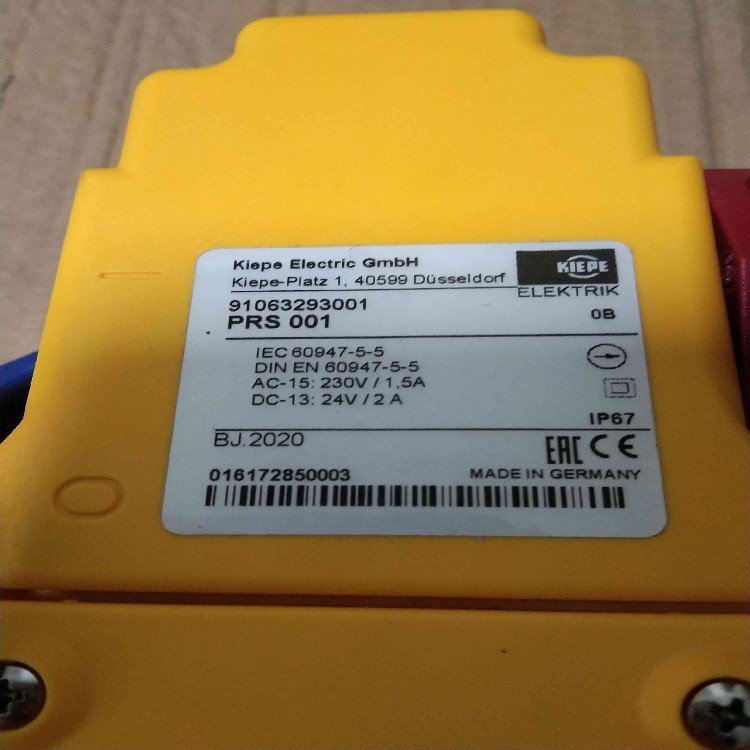 Kiepe Electric GmbH
Kiepe-Platz 1, 40599 Düsseldorf
KIEPE
ELEKTRIK
91063293001
PRS 001
0B
IEC 60947-5-5
DIN EN 60947-5-5
AC-15: 230V / 1,5A
DC-13: 24V / 2 A
IP67
BJ.2020
EAC CE
016172850003
MADE IN GERMANY